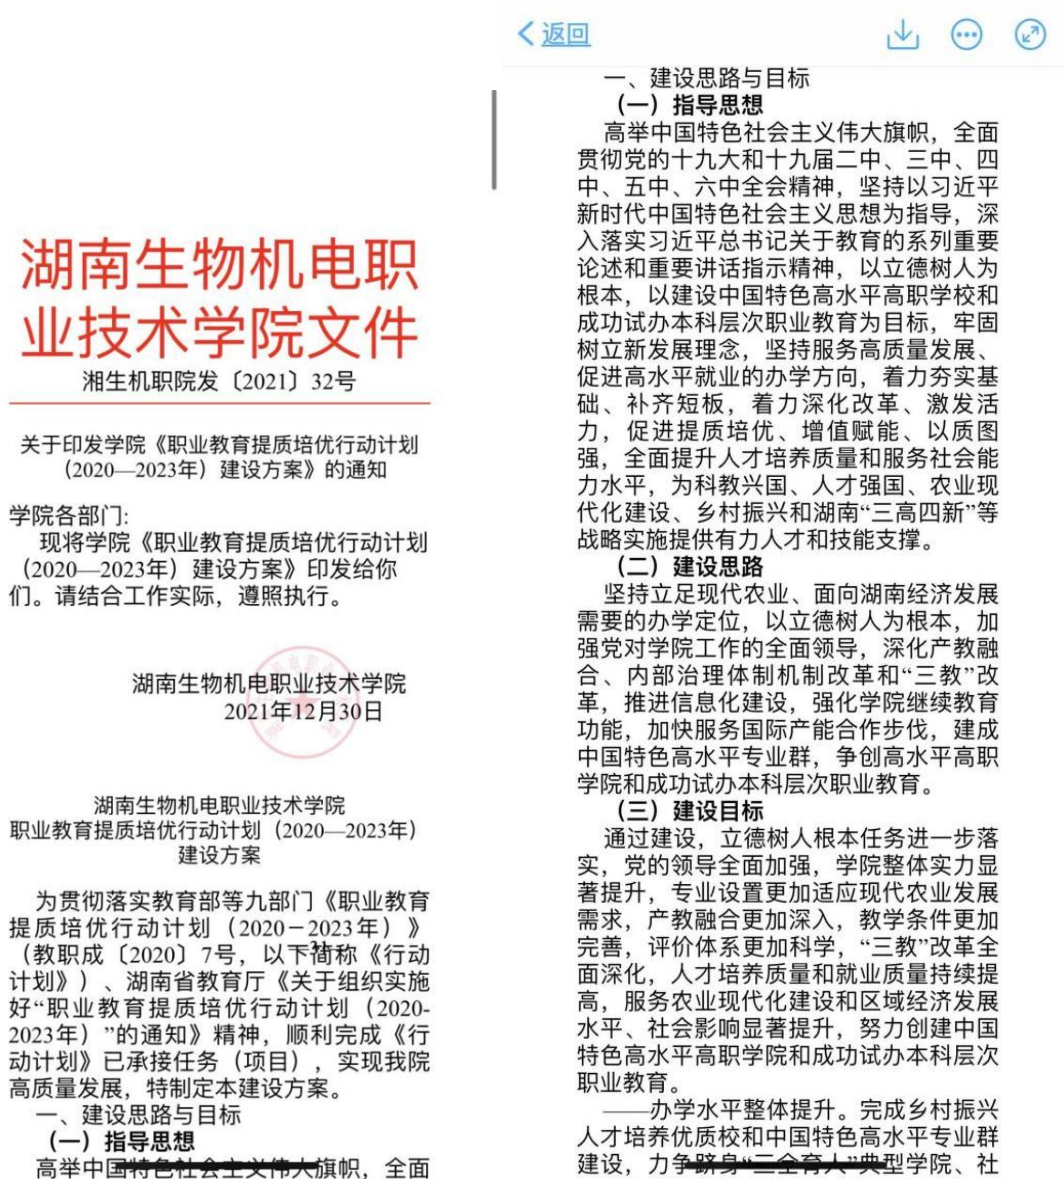 湖南生物机电职
业技术学院文件
湘生机职院发〔2021〕32号
关于印发学院《职业教育提质培优行动计划
（2020—2023年）建设方案》的通知
学院各部门:
现将学院《职业教育提质培优行动计划
（2020—2023年）建设方案》印发给你
们。请结合工作实际，遵照执行。
湖南生物机电职业技术学院
2021年12月30日
湖南生物机电职业技术学院
职业教育提质培优行动计划（2020—2023年）
建设方案
为贯彻落实教育部等九部门《职业教育
提质培优行动计划（2020－2023年）》
（教职成〔2020〕7号，以下简称《行动
计划》）、湖南省教育厅《关于组织实施
好“职业教育提质培优行动计划（2020-
2023年）”的通知》精神，顺利完成《行
动计划》已承接任务（项目），实现我院
高质量发展，特制定本建设方案。
一、建设思路与目标
（一）指导思想
高举中国特色社会主义伟大旗帜，全面
返回
一、建设思路与目标
（一）指导思想
高举中国特色社会主义伟大旗帜，全面
贯彻党的十九大和十九届二中、三中、四
中、五中、六中全会精神，坚持以习近平
新时代中国特色社会主义思想为指导，深
入落实习近平总书记关于教育的系列重要
论述和重要讲话指示精神，以立德树人为
根本，以建设中国特色高水平高职学校和
成功试办本科层次职业教育为目标，牢固
树立新发展理念，坚持服务高质量发展、
促进高水平就业的办学方向，着力夯实基
础、补齐短板，着力深化改革、激发活
力，促进提质培优、增值赋能、以质图
强，全面提升人才培养质量和服务社会能
力水平，为科教兴国、人才强国、农业现
代化建设、乡村振兴和湖南“三高四新”等
战略实施提供有力人才和技能支撑。
（二）建设思路
坚持立足现代农业、面向湖南经济发展
需要的办学定位，以立德树人为根本，加
强党对学院工作的全面领导，深化产教融
合、内部治理体制机制改革和“三教”改
革，推进信息化建设，强化学院继续教育
功能，加快服务国际产能合作步伐，建成
中国特色高水平专业群，争创高水平高职
学院和成功试办本科层次职业教育。
（三）建设目标
通过建设，立德树人根本任务进一步落
实，党的领导全面加强，学院整体实力显
著提升，专业设置更加适应现代农业发展
需求，产教融合更加深入，教学条件更加
完善，评价体系更加科学，“三教”改革全
面深化，人才培养质量和就业质量持续提
高，服务农业现代化建设和区域经济发展
水平、社会影响显著提升，努力创建中国
特色高水平高职学院和成功试办本科层次
职业教育。
——办学水平整体提升。完成乡村振兴
人才培养优质校和中国特色高水平专业群
建设，力争跻身“三全育人”典型学院、社